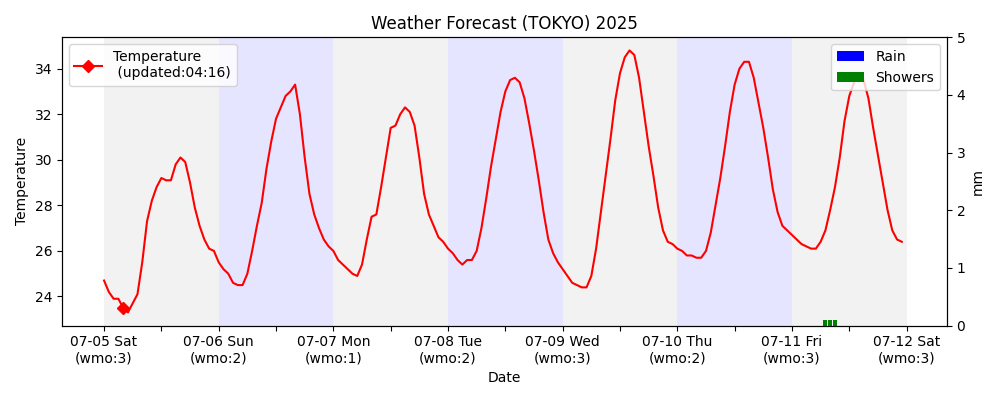 Weather Forecast (TOKYO) 2025
Temperature
(updated:04:16)
Rain
Showers
Temperature
34
32
30
28
26
24
5
4
3
2
1
0
mm
07-05 Sat
(wmo:3)
07-06 Sun
(wmo:2)
07-07 Mon
(wmo:1)
07-08 Tue
(wmo:2)
07-09 Wed
(wmo:3)
07-10 Thu
(wmo:2)
07-11 Fri
(wmo:3)
07-12 Sat
(wmo:3)
Date